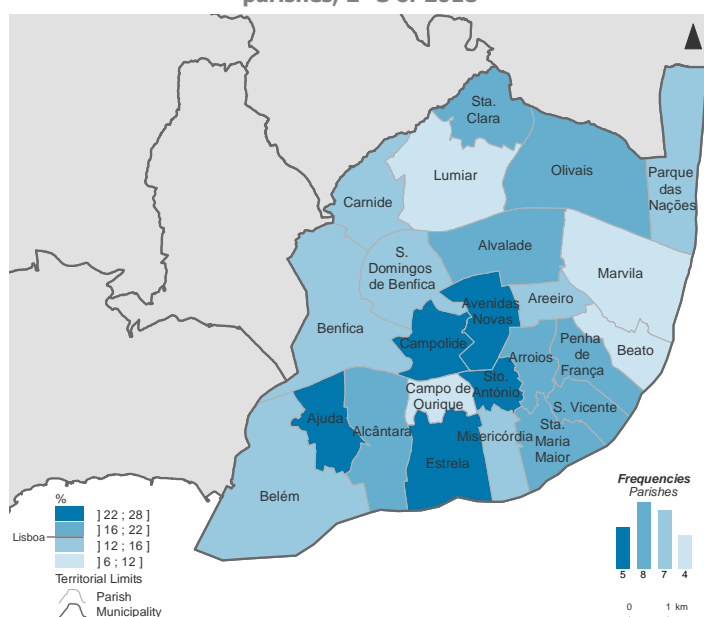 Sta.
Clara
Lumiar
Olivais
Parque
das
Nações
Carnide
Alvalade
S.
Domingos
de Benfica
Marvila
Avenidas
Novas
Areeiro
Benfica
Campolide
Penha
de
França
Beato
Arroios
Sto.
António
Campo de
Ourique
Ajuda
S. Vicente
Alcântara
Misericórdia
Sta.
Maria
Maior
Estrela
Belém
%
] 22 ; 28 ]
] 16 ; 22 ]
Lisboa
] 12 ; 16 ]
] 6 ; 12 ]
Territorial Limits
Parish
Municipality
Frequencies
Parishes
5 8 7 4
0 1 km